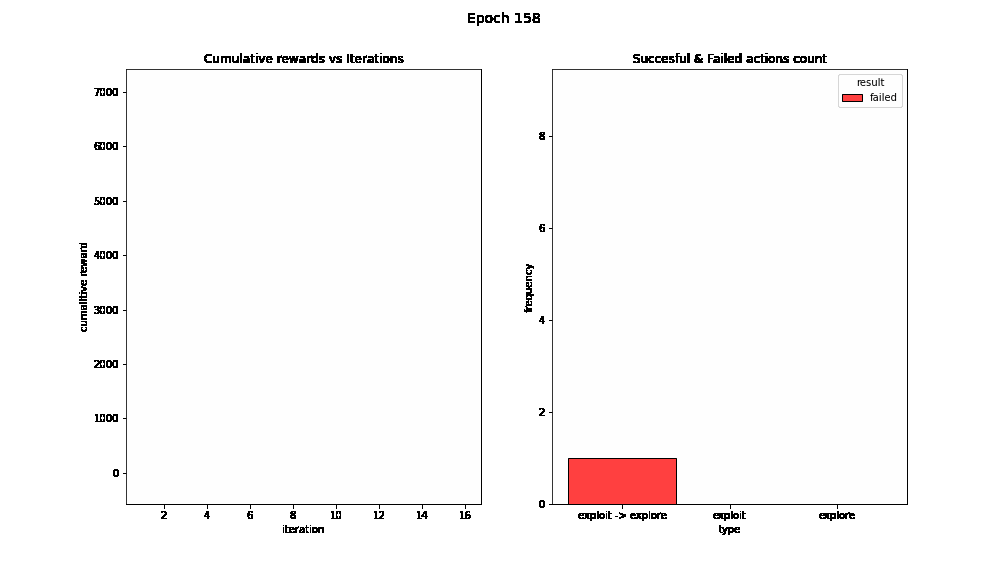 Epoch 158
Cumulative rewards vs Iterations
7000
6000
5000
4000
3000
2000
1000
0
cumalitive reward
2 4 6 8 10 12 14 16
iteration
Succesful & Failed actions count
result
failed
8
6
4
2
0
frequency
exploit -> explore exploit explore
type